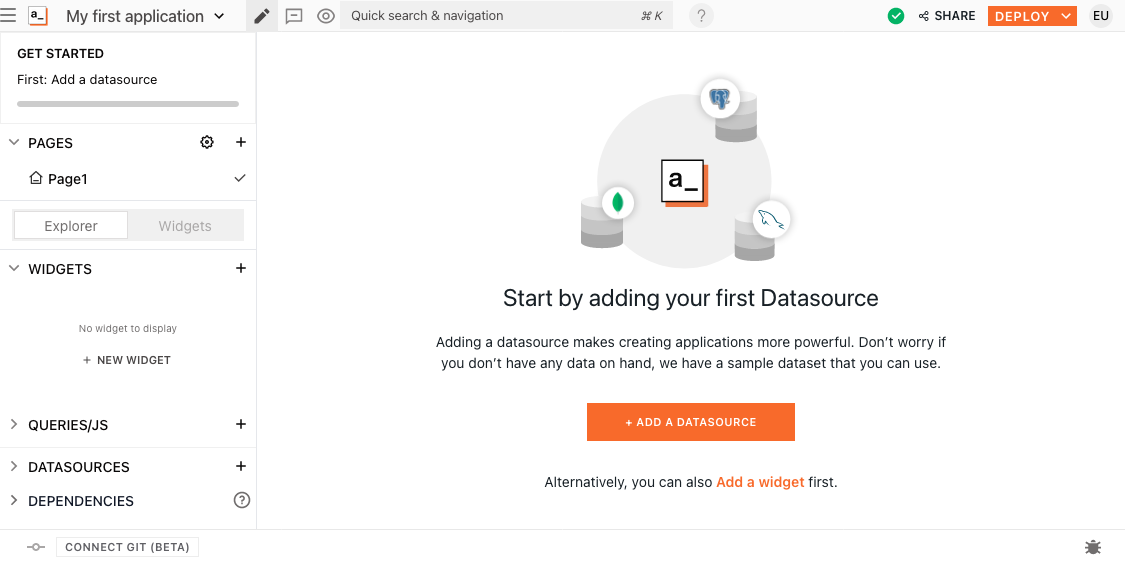 a_ My first application Quick search & navigation ⌘ K ? SHARE DEPLOY EU
GET STARTED
First: Add a datasource
PAGES +
Page1
Explorer Widgets
WIDGETS +
No widget to display
+ NEW WIDGET
QUERIES/JS +
DATASOURCES +
DEPENDENCIES ?
a_
Start by adding your first Datasource
Adding a datasource makes creating applications more powerful. Don’t worry if
you don’t have any data on hand, we have a sample dataset that you can use.
+ ADD A DATASOURCE
Alternatively, you can also Add a widget first.
CONNECT GIT (BETA)